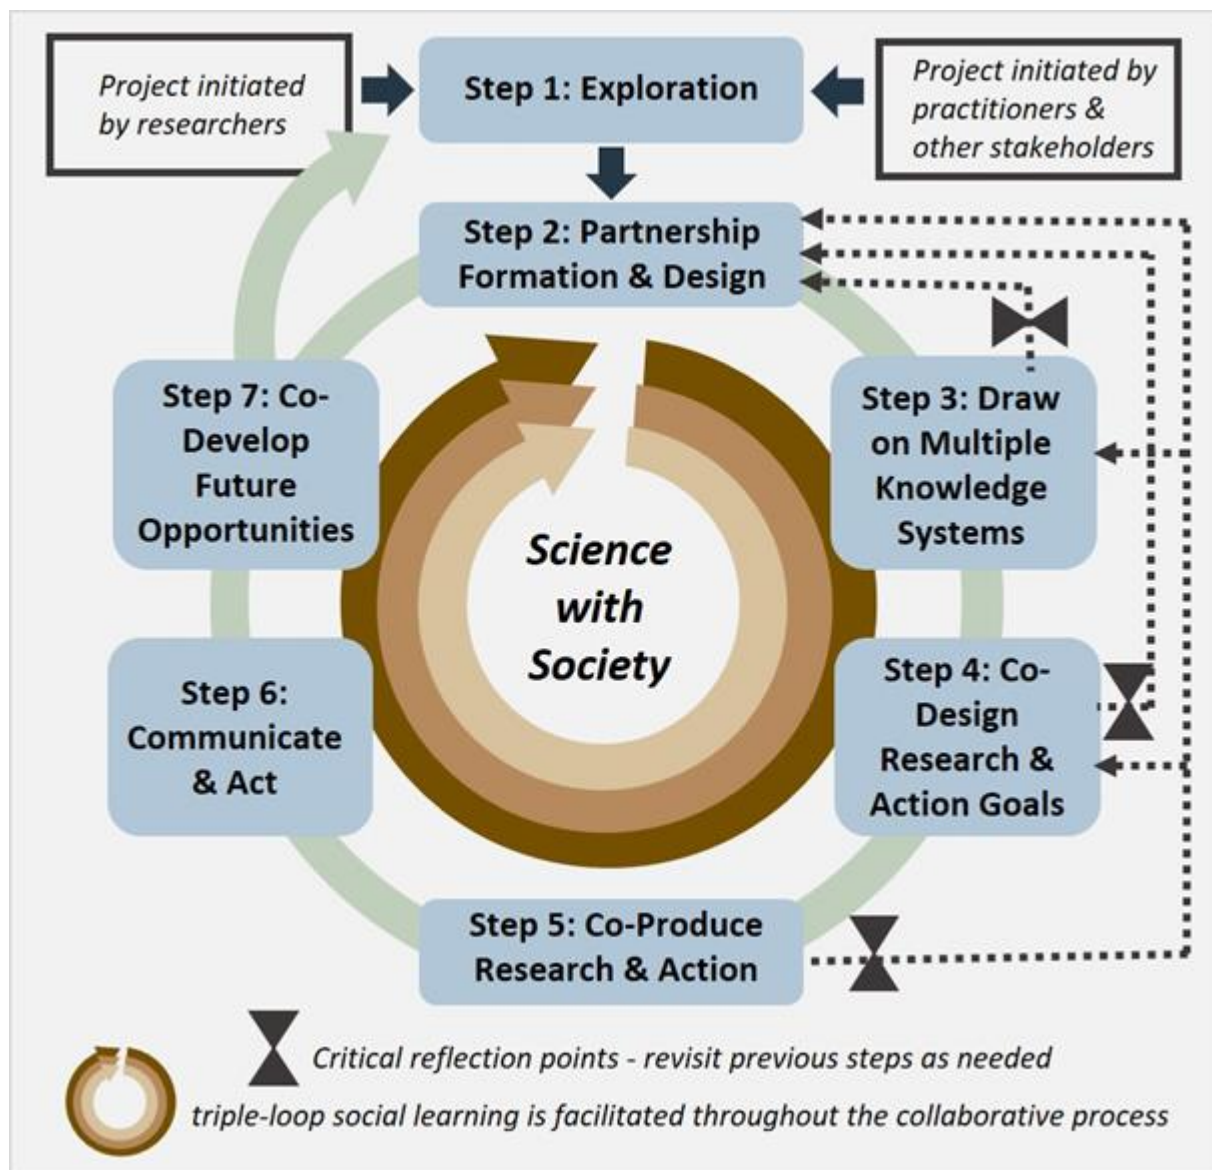 Project initiated
by researchers
Step 1: Exploration
Project initiated by
practitioners &
other stakeholders
Step 2: Partnership
Formation & Design
Step 3: Draw
on Multiple
Knowledge
Systems
Step 4: Co-
Design
Research &
Action Goals
Step 5: Co-Produce
Research & Action
Step 6:
Communicate
& Act
Step 7: Co-
Develop
Future
Opportunities
Science
with
Society
Critical reflection points - revisit previous steps as needed
triple-loop social learning is facilitated throughout the collaborative process